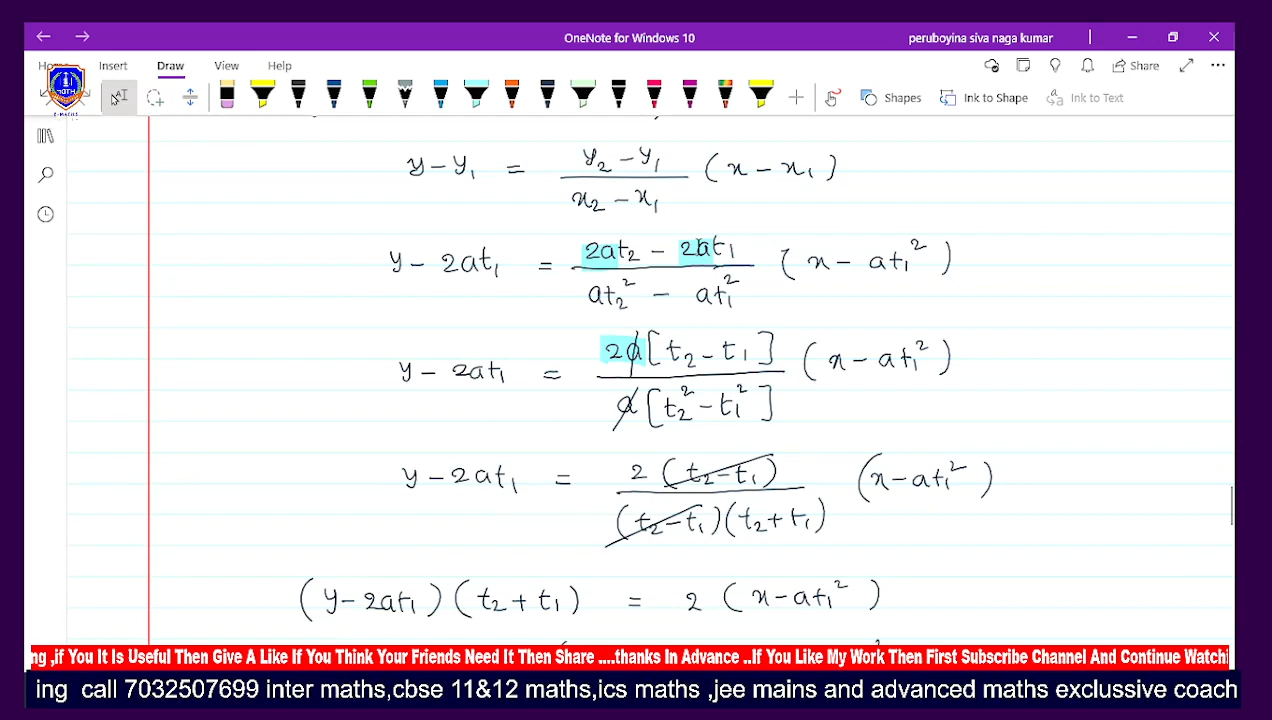 OneNote for Windows 10
peruboyina siva naga kumar
Insert Draw View Help
Share
Shapes Ink to Shape Ink to Text
MATH
y - y₁ = (y₂ - y₁)/(x₂ - x₁) (x - x₁)
y - 2at₁ = (2at₂ - 2at₁)/(at₂² - at₁²) (x - at₁²)
y - 2at₁ = 2a[t₂ - t₁]/a[t₂² - t₁²] (x - at₁²)
y - 2at₁ = 2(t₂ - t₁)/(t₂ - t₁)(t₂ + t₁) (x - at₁²)
(y - 2at₁)(t₂ + t₁) = 2(x - at₁²)
ng ,if You It Is Useful Then Give A Like If You Think Your Friends Need It Then Share ....thanks In Advance ..If You Like My Work Then First Subscribe Channel And Continue Watchi
ing call 7032507699 inter maths,cbse 11&12 maths,ics maths ,jee mains and advanced maths exclussive coach